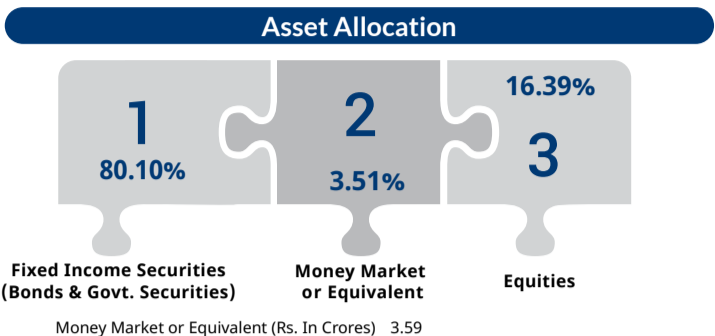 Asset Allocation
1
80.10%
2
3.51%
16.39%
3
Fixed Income Securities
(Bonds & Govt. Securities)
Money Market
or Equivalent
Equities
Money Market or Equivalent (Rs. In Crores) 3.59